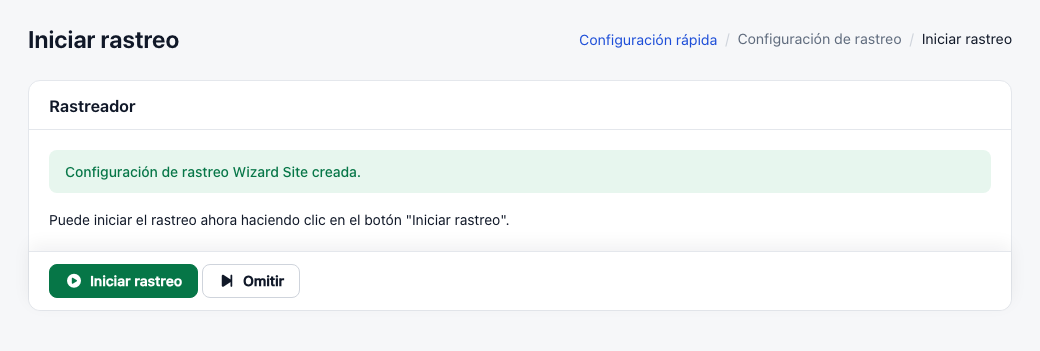 Iniciar rastreo
Configuración rápida / Configuración de rastreo / Iniciar rastreo
Rastreador
Configuración de rastreo Wizard Site creada.
Puede iniciar el rastreo ahora haciendo clic en el botón "Iniciar rastreo".
Iniciar rastreo
Omitir